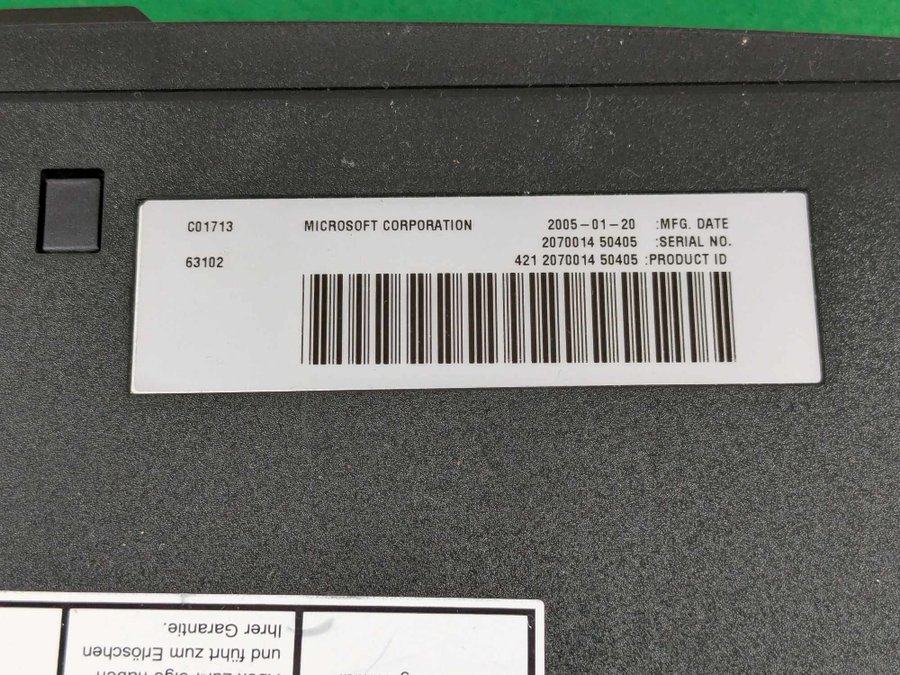 C01713 MICROSOFT CORPORATION 2005-01-20 :MFG. DATE
2070014 50405 :SERIAL NO.
63102 421 2070014 50405 :PRODUCT ID
und führt zum Erlöschen
Ihrer Garantie.